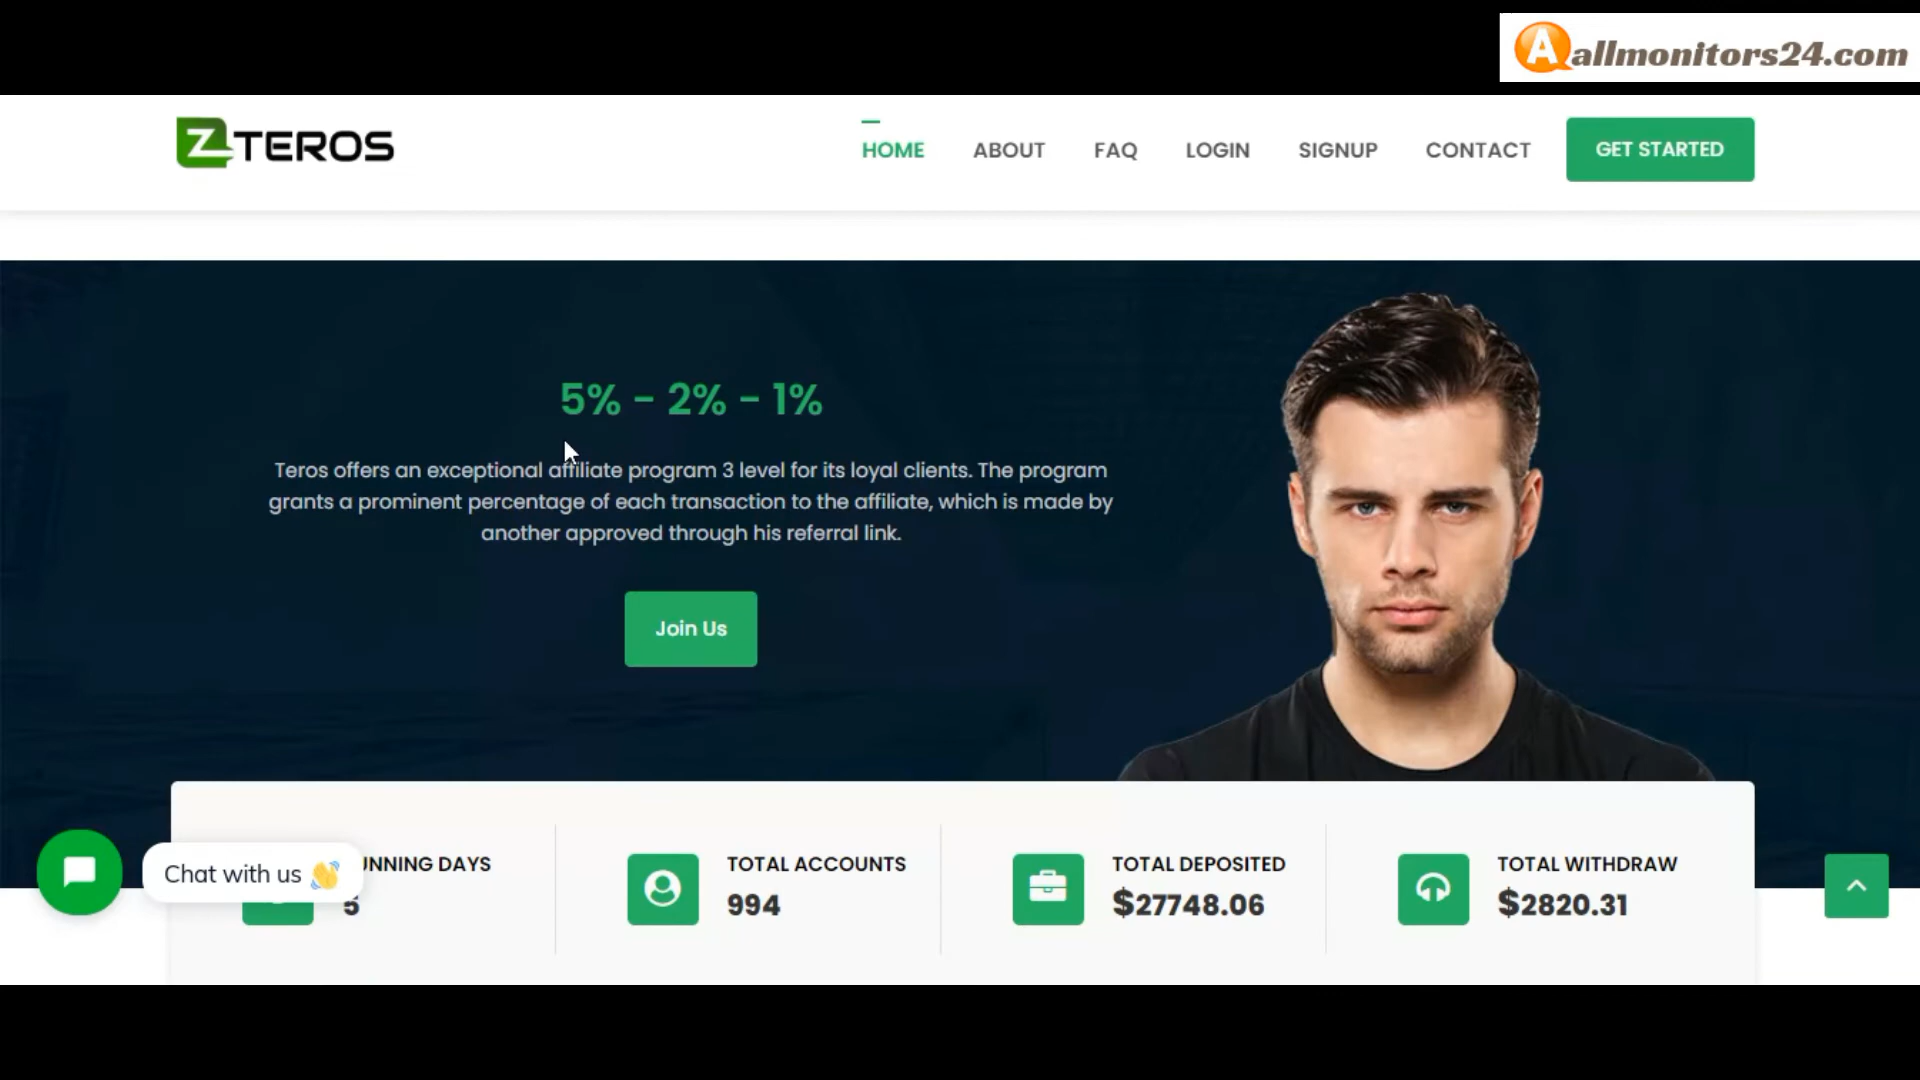 allmonitors24.com
TEROS
HOME ABOUT FAQ LOGIN SIGNUP CONTACT GET STARTED
5% - 2% - 1%
Teros offers an exceptional affiliate program 3 level for its loyal clients. The program
grants a prominent percentage of each transaction to the affiliate, which is made by
another approved through his referral link.
Join Us
Chat with us 👋
UNNING DAYS
5
TOTAL ACCOUNTS
994
TOTAL DEPOSITED
$27748.06
TOTAL WITHDRAW
$2820.31